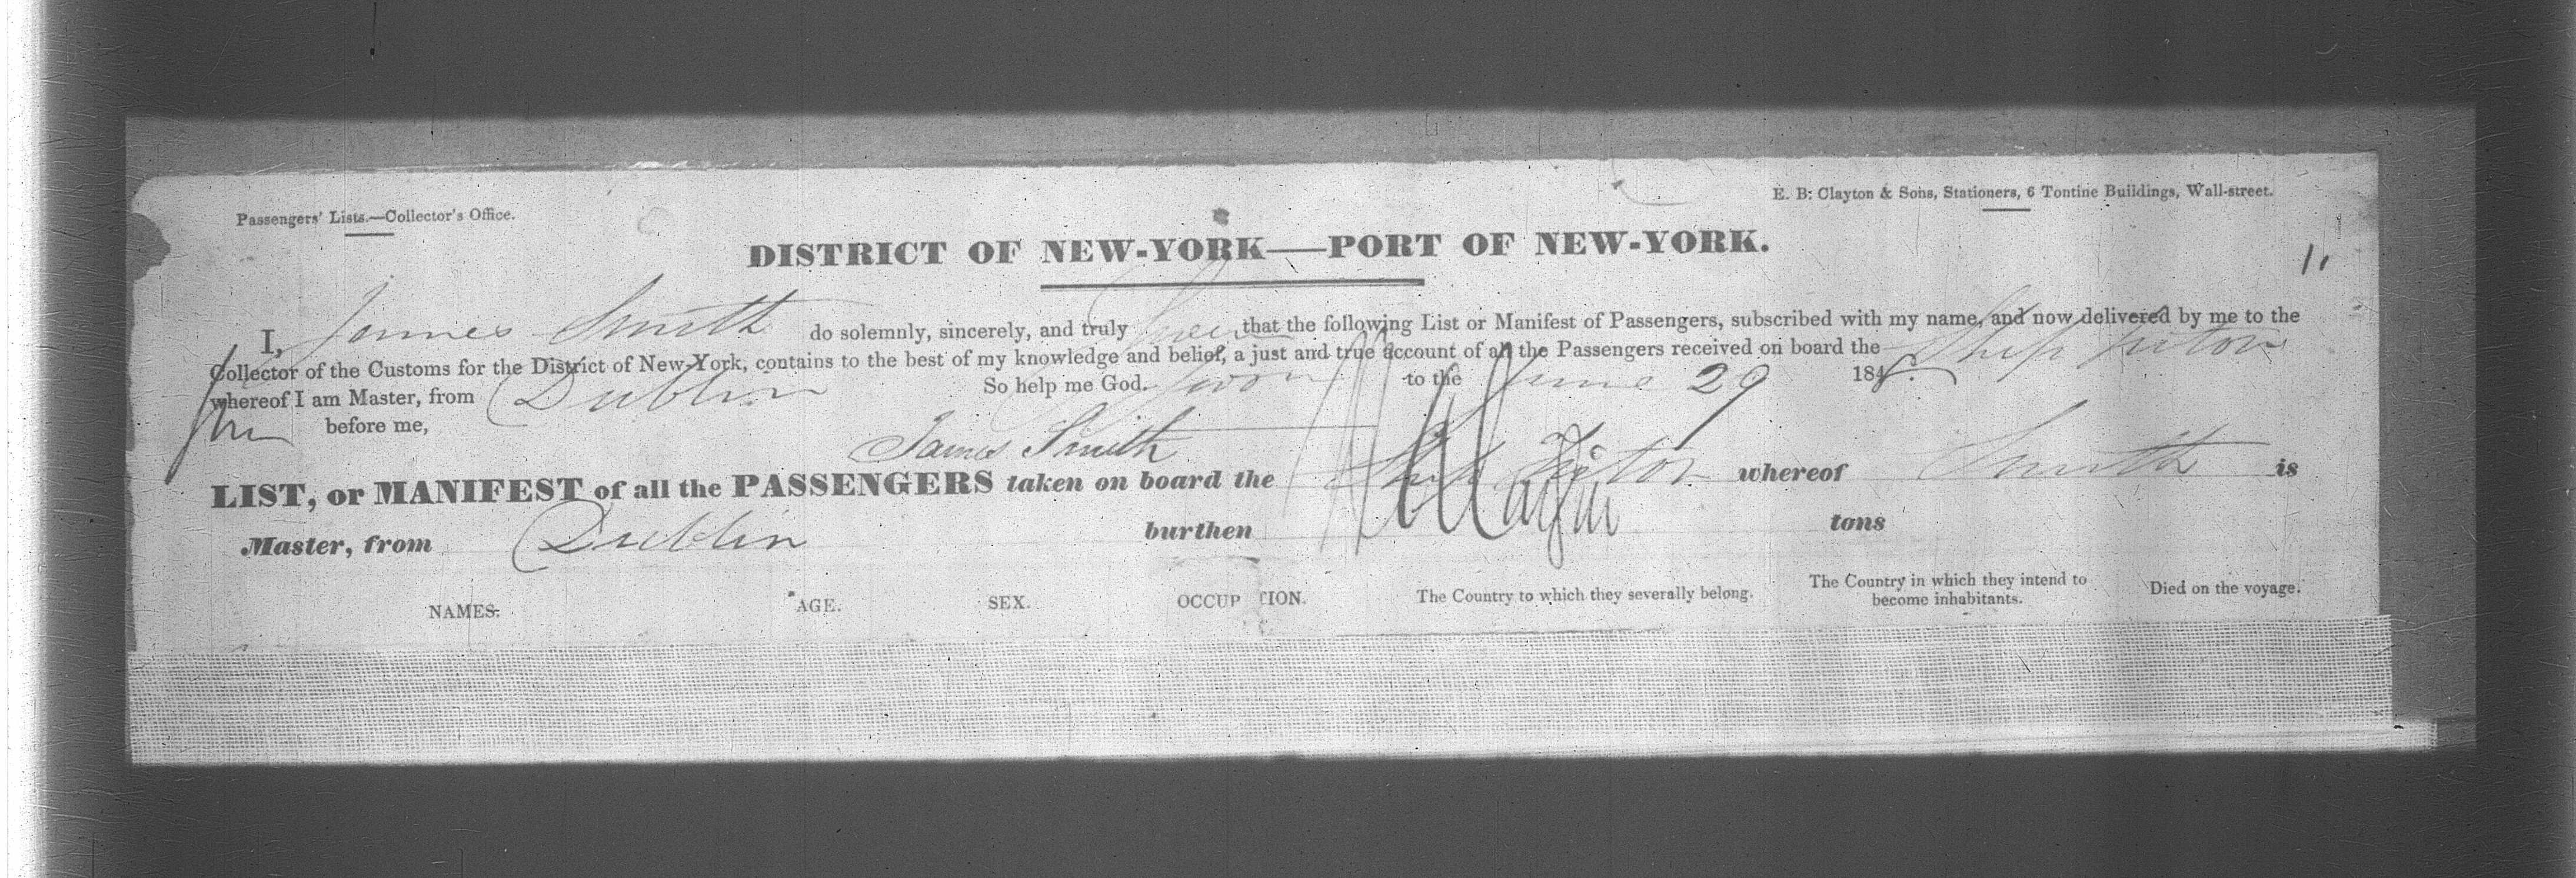 Passengers' Lists.—Collector's Office.
E. B. Clayton & Sons, Stationers, 6 Tontine Buildings, Wall-street.
DISTRICT OF NEW-YORK—PORT OF NEW-YORK.
I, James Smith do solemnly, sincerely, and truly Swear that the following List or Manifest of Passengers, subscribed with my name, and now delivered by me to the
Collector of the Customs for the District of New-York, contains to the best of my knowledge and belief, a just and true account of all the Passengers received on board the Ship
whereof I am Master, from Dublin So help me God.
Sworn to the June 29 184
before me,
James Smith
LIST, or MANIFEST of all the PASSENGERS taken on board the Ship whereof Smith is
Master, from Dublin burthen tons
NAMES. AGE. SEX. OCCUP TION. The Country to which they severally belong. The Country in which they intend to become inhabitants. Died on the voyage.